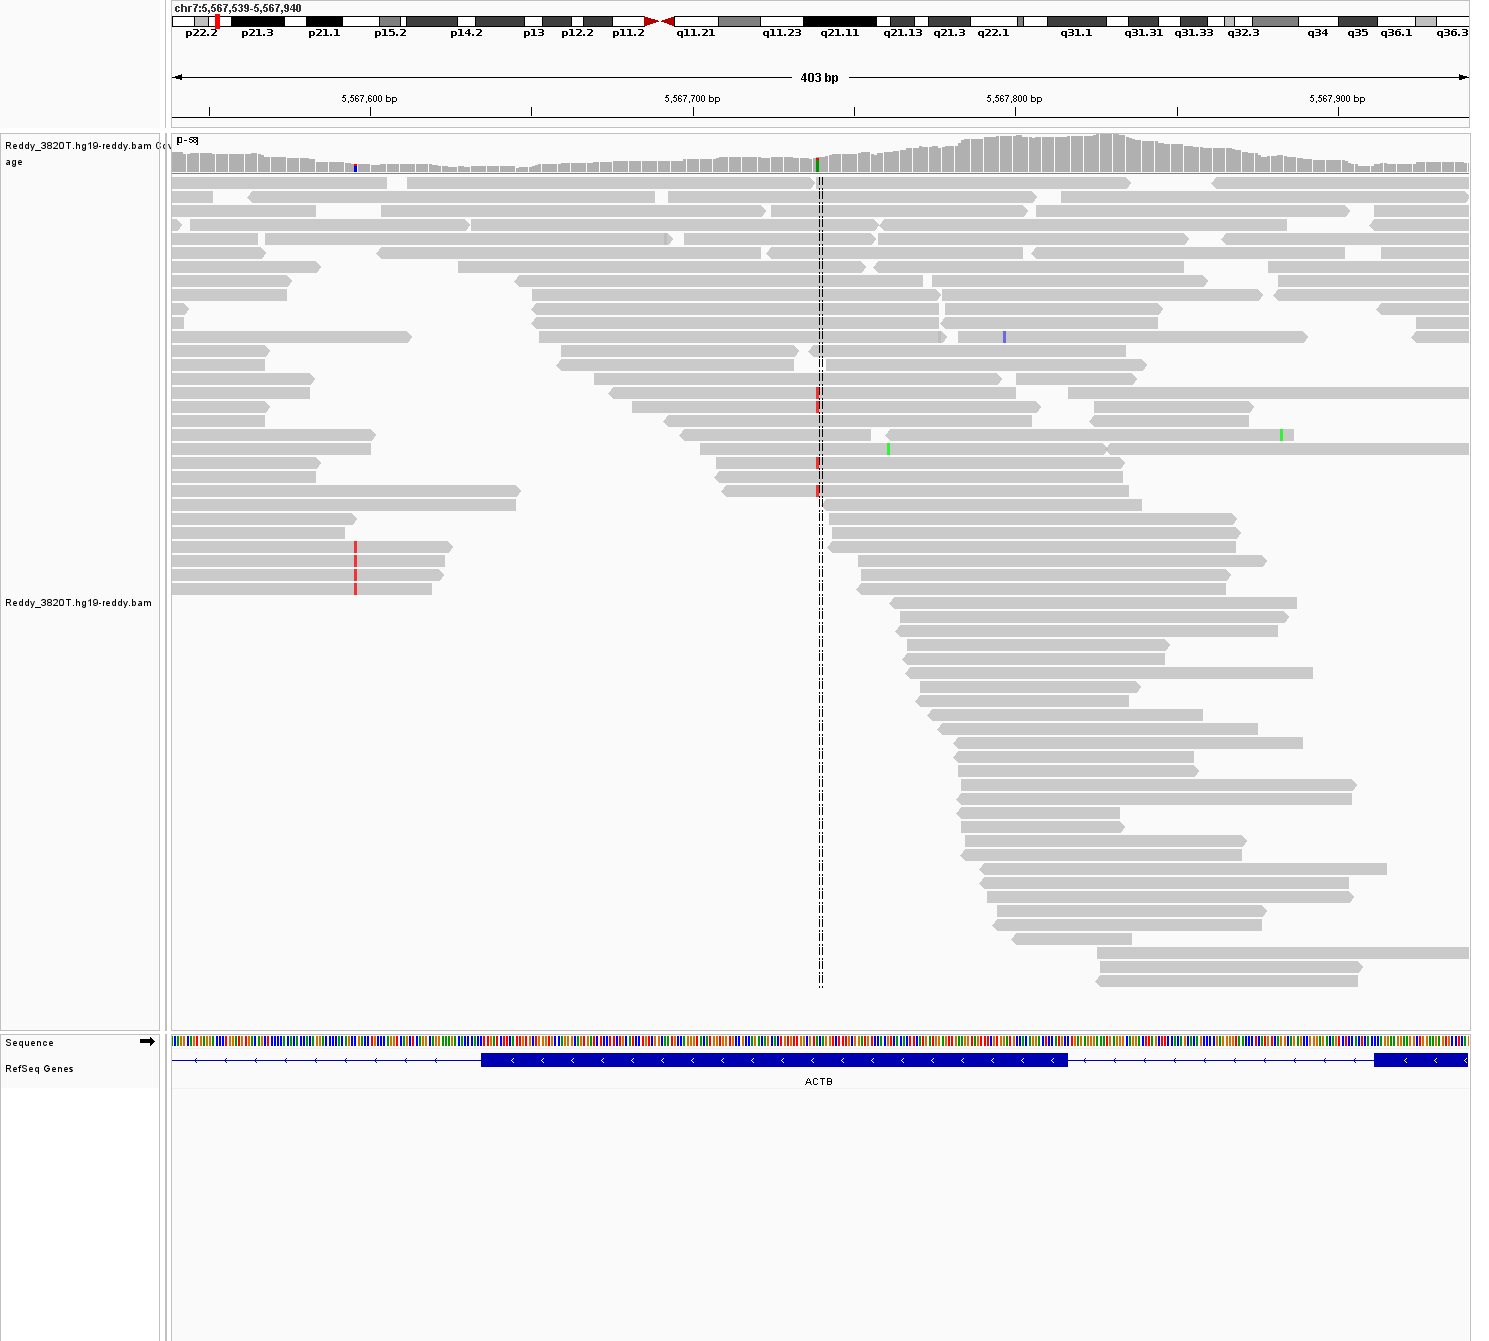 chr7:5,567,539-5,567,940
p22.2 p21.3 p21.1 p15.2 p14.2 p13 p12.2 p11.2 q11.21 q11.23 q21.11 q21.13 q21.3 q22.1 q31.1 q31.31 q31.33 q32.3 q34 q35 q36.1 q36.3
403 bp
5,567,600 bp 5,567,700 bp 5,567,800 bp 5,567,900 bp
Reddy_3820T.hg19-reddy.bam Cov
age
[0-68]
Reddy_3820T.hg19-reddy.bam
Sequence
RefSeq Genes
ACTB